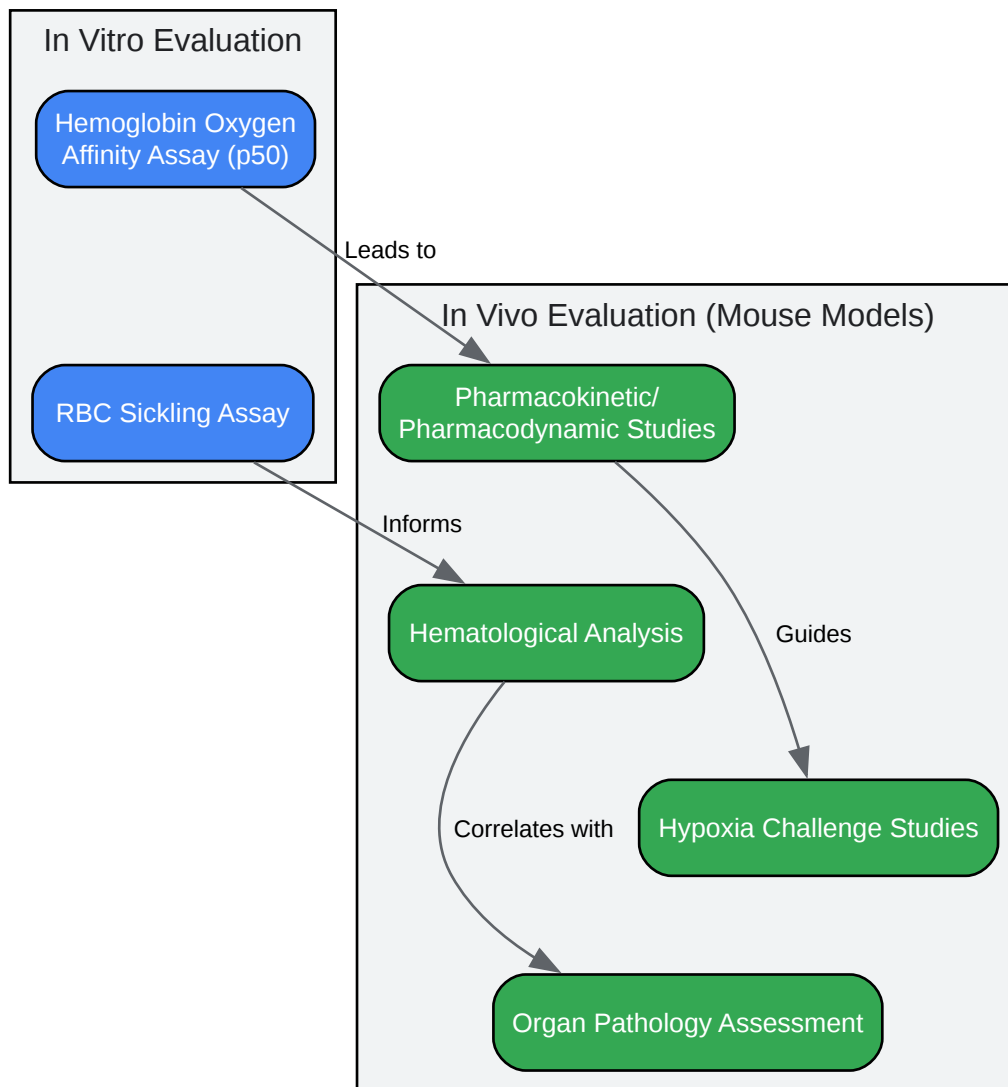 In Vitro Evaluation
Hemoglobin Oxygen
Affinity Assay (p50)
Leads to
In Vivo Evaluation (Mouse Models)
RBC Sickling Assay
Pharmacokinetic/
Pharmacodynamic Studies
Informs
Hematological Analysis
Guides
Correlates with
Hypoxia Challenge Studies
Organ Pathology Assessment